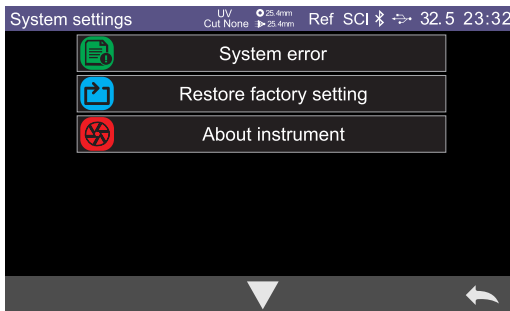 System settings UV 25.4mm Ref SCI 32.5 23:32
Cut None 25.4mm
System error
Restore factory setting
About instrument